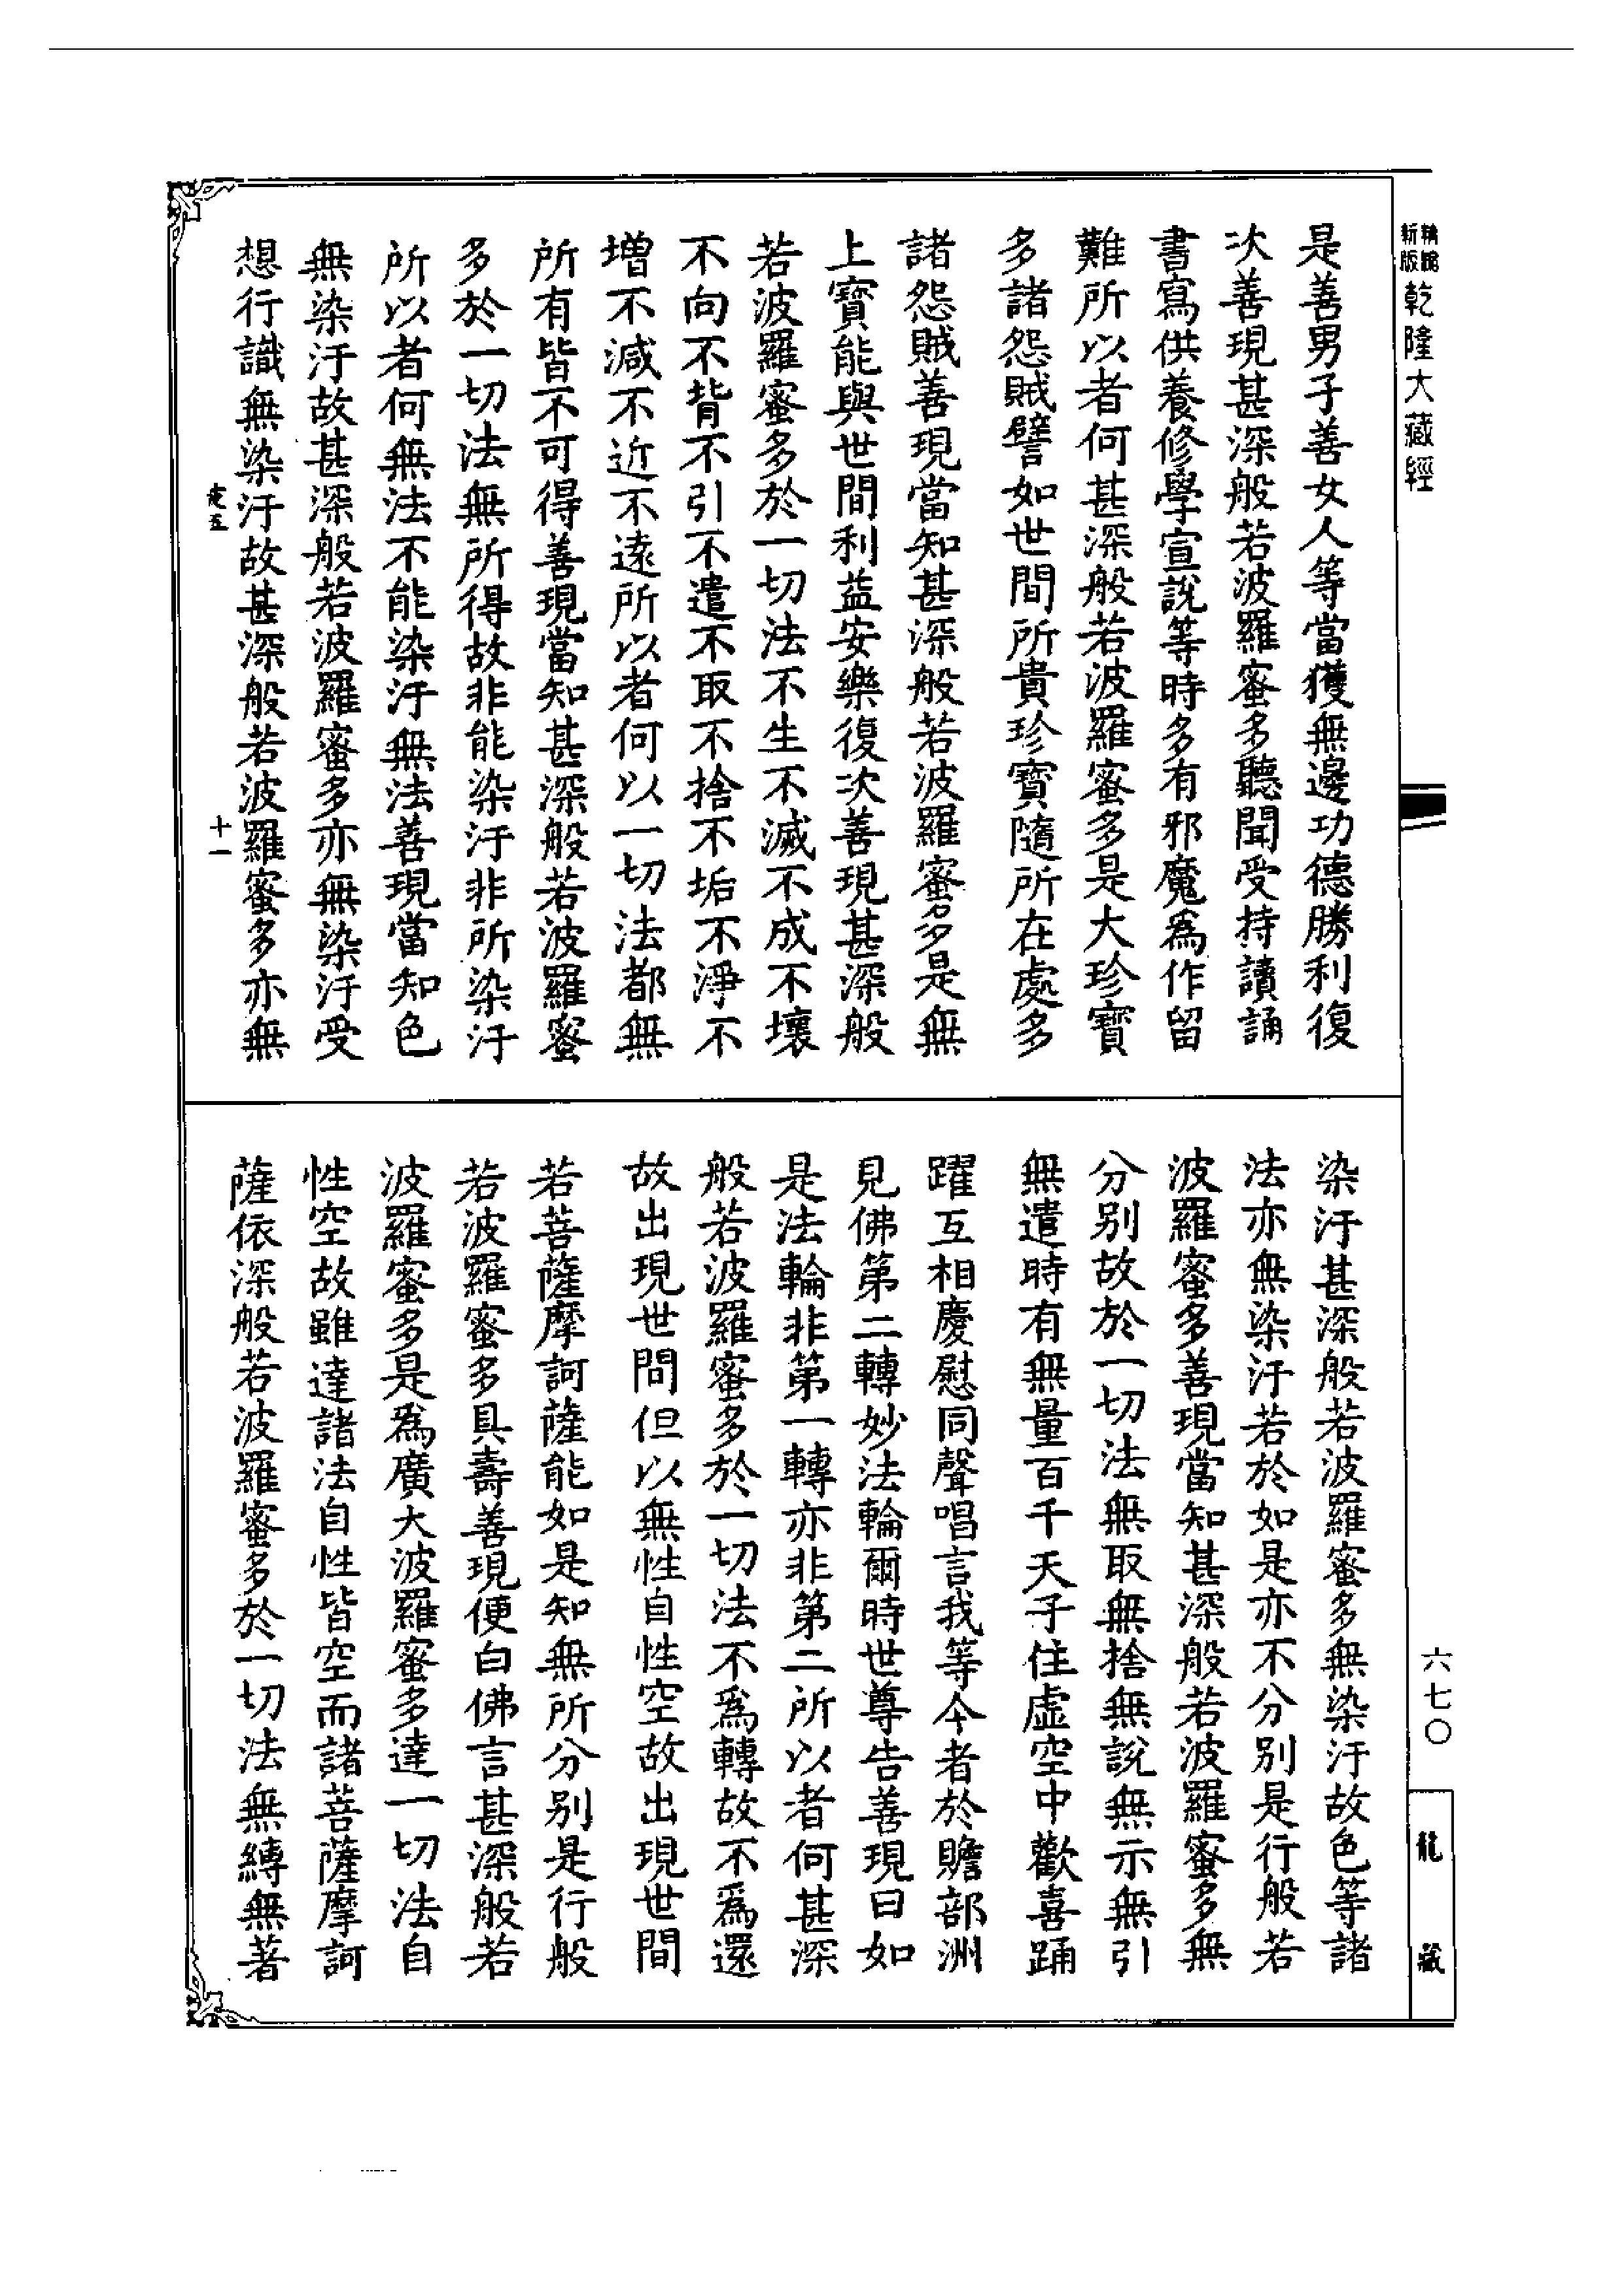 新版
精縮
乾隆大藏經
六七〇
龍藏
是善男子善女人等當獲無邊功德勝利復
次善現甚深般若波羅蜜多聽聞受持讀誦
書寫供養修學宣說等時多有邪魔爲作留
難所以者何甚深般若波羅蜜多是大珍寶
多諸怨賊譬如世間所貴珍寶隨所在處多
諸怨賊善現當知甚深般若波羅蜜多是無
上寶能與世間利益安樂復次善現甚深般
若波羅蜜多於一切法不生不滅不成不壞
不向不背不引不遣不取不捨不垢不淨不
增不減不近不遠所以者何以一切法都無
所有皆不可得善現當知甚深般若波羅蜜
多於一切法無所得故非能染汙非所染汙
所以者何無法不能染汙無法善現當知色
無染汙故甚深般若波羅蜜多亦無染汙受
想行識無染汙故甚深般若波羅蜜多亦無
十一
染汙甚深般若波羅蜜多無染汙故色等諸
法亦無染汙若於如是亦不分別是行般若
波羅蜜多善現當知甚深般若波羅蜜多無
分別故於一切法無取無捨無說無示無引
無遣時有無量百千天子住虛空中歡喜踊
躍互相慶慰同聲唱言我等今者於贍部洲
見佛第二轉妙法輪爾時世尊告善現曰如
是法輪非第一轉亦非第二所以者何甚深
般若波羅蜜多於一切法不爲轉故不爲還
故出現世間但以無性自性空故出現世間
若菩薩摩訶薩能如是知無所分別是行般
若波羅蜜多具壽善現便白佛言甚深般若
波羅蜜多是爲廣大波羅蜜多達一切法自
性空故雖達諸法自性皆空而諸菩薩摩訶
薩依深般若波羅蜜多於一切法無縛無著